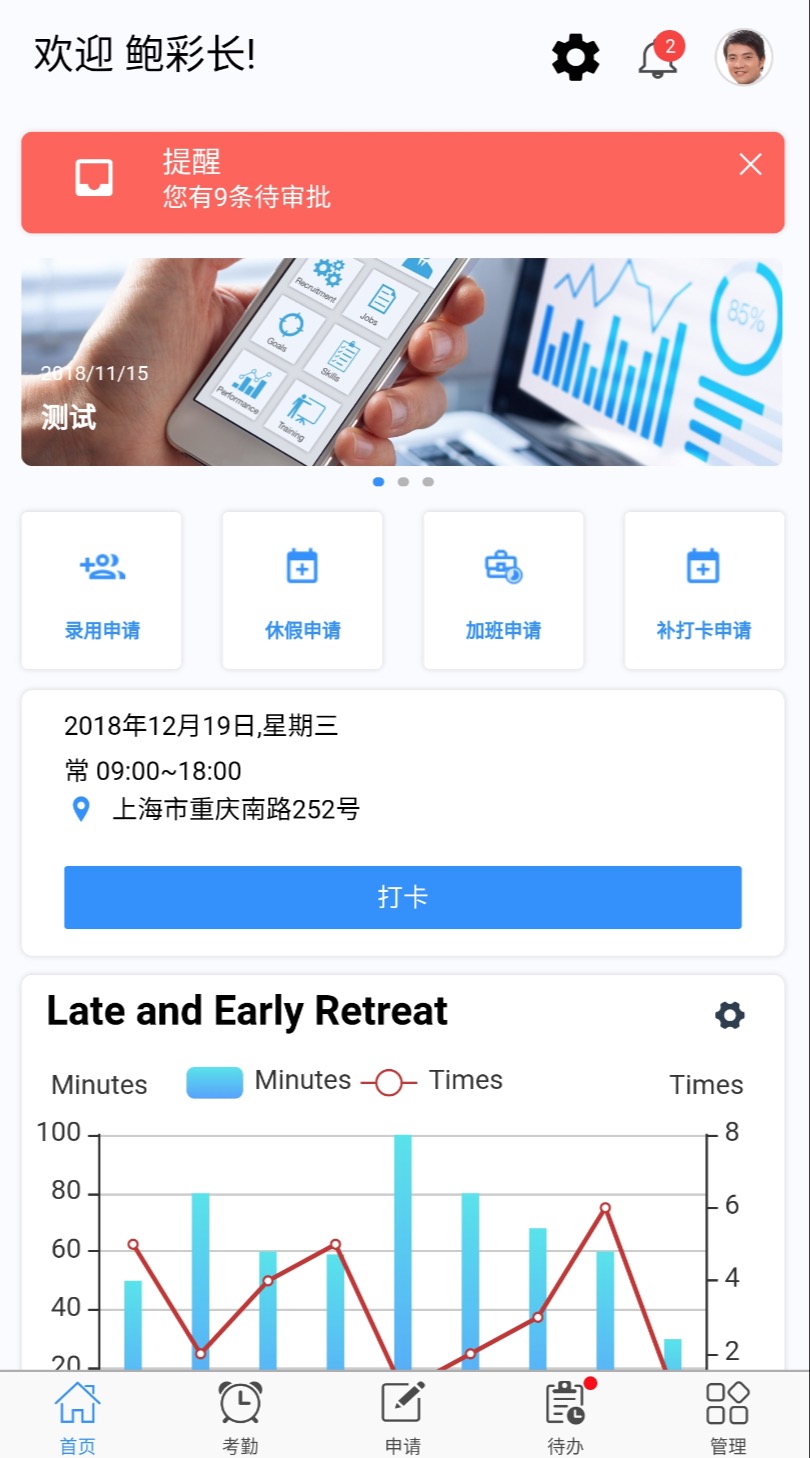 欢迎 鲍彩长!
2
提醒
您有9条待审批
Recruitment
Jobs
Goals
Skills
Performance
Training
85%
2018/11/15
测试
录用申请
休假申请
加班申请
补打卡申请
2018年12月19日,星期三
常 09:00~18:00
上海市重庆南路252号
打卡
Late and Early Retreat
Minutes
Minutes
Times
Times
100
8
80
6
60
4
40
2
20
首页
考勤
申请
待办
管理